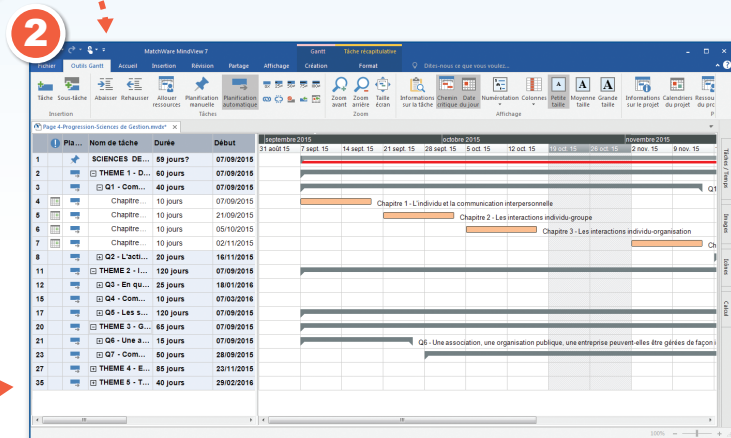 2
MatchWare MindView 7
Gantt Tâche récapitulative
Fichier Outils Gantt Accueil Insertion Révision Partage Affichage Création Format Dites-nous ce que vous voulez...
Tâche Sous-tâche Abaisser Rehausser Allouer ressources Planification manuelle Planification automatique Zoom avant Zoom arrière Taille écran Informations sur la tâche Chemin critique Date du jour Numérotation Colonnes Petite taille Moyenne taille Grande taille Informations sur le projet Calendriers du projet Ressou du proj
Insertion Tâches Zoom Affichage P
Page 4-Progression-Sciences de Gestion.mvdx* ×
Pla... Nom de tâche Durée Début
septembre 2015 octobre 2015 novembre 2015
31 août 15 7 sept. 15 14 sept. 15 21 sept. 15 28 sept. 15 5 oct. 15 12 oct. 15 19 oct. 15 26 oct. 15 2 nov. 15 9 nov. 15
1 SCIENCES DE... 59 jours? 07/09/2015
2 THEME 1 - D... 60 jours 07/09/2015
3 Q1 - Com... 40 jours 07/09/2015 Q1
4 Chapitre... 10 jours 07/09/2015 Chapitre 1 - L'individu et la communication interpersonnelle
5 Chapitre... 10 jours 21/09/2015 Chapitre 2 - Les interactions individu-groupe
6 Chapitre... 10 jours 05/10/2015 Chapitre 3 - Les interactions individu-organisation
7 Chapitre... 10 jours 02/11/2015 Ch
8 Q2 - L'acti... 20 jours 16/11/2015
11 THEME 2 - I... 120 jours 07/09/2015
12 Q3 - En qu... 25 jours 18/01/2016
15 Q4 - Com... 10 jours 07/03/2016
17 Q5 - Les s... 120 jours 07/09/2015
20 THEME 3 - G... 65 jours 07/09/2015
21 Q6 - Une a... 15 jours 07/09/2015 Q6 - Une association, une organisation publique, une entreprise peuvent-elles être gérées de façon i
23 Q7 - Com... 50 jours 28/09/2015
27 THEME 4 - E... 85 jours 23/11/2015
35 THEME 5 - T... 40 jours 29/02/2016
Tâches / Temps
Images
Icônes
Calcul
100%